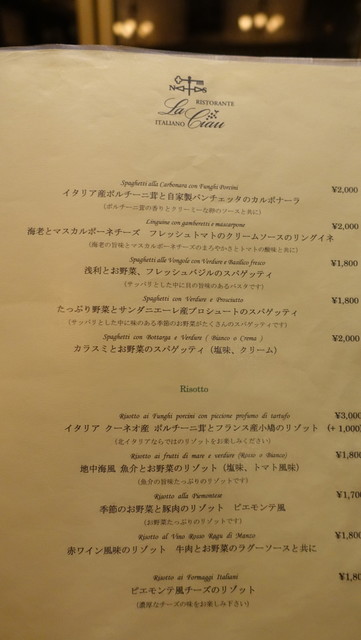 N S
RISTORANTE
La Ciau
ITALIANO
Spaghetti alla Carbonara con Funghi Porcini
イタリア産ポルチーニ茸と自家製パンチェッタのカルボナーラ ¥2,000
(ポルチーニ茸の香りとクリーミーな卵のソースと共に)
Linguine con gamberetti e mascarpone
海老とマスカルポーネチーズ フレッシュトマトのクリームソースのリングイネ ¥2,000
(海老の旨味とマスカルポーネチーズのまろやかさとトマトの酸味と共に)
Spaghetti alla Vongole con Verdure e Basilico fresco
浅利とお野菜、フレッシュバジルのスパゲッティ ¥1,800
(サッパリとした中に貝の旨味のあるパスタです)
Spaghetti con Verdure e Prosciutto
たっぷり野菜とサンダニエーレ産プロシュートのスパゲッティ ¥1,800
(サッパリとした中に味のある季節のお野菜がたくさんのスパゲッティです)
Spaghetti con Bottarga e Verdure ( Bianco o Crema )
カラスミとお野菜のスパゲッティ（塩味、クリーム） ¥2,000
Risotto
Risotto ai Funghi porcini con piccione profumo di tartufo ¥3,000
イタリア クーネオ産 ポルチーニ茸とフランス産小鳩のリゾット (+ 1,000)
(北イタリアならではのリゾットをお楽しみください)
Risotto ai frutti di mare e verdure (Rosso o Bianco) ¥1,800
地中海風 魚介とお野菜のリゾット（塩味、トマト風味）
(魚介の旨味たっぷりのリゾット)
Risotto alla Piemontese ¥1,70
季節のお野菜と豚肉のリゾット ピエモンテ風
(お野菜たっぷりのリゾット)
Risotto al Vino Rosso Ragù di Manzo ¥1,800
赤ワイン風味のリゾット 牛肉とお野菜のラグーソースと共に
Risotto ai Formaggi Italiani ¥1,80
ピエモンテ風チーズのリゾット
(濃厚なチーズの味をお楽しみ下さい)